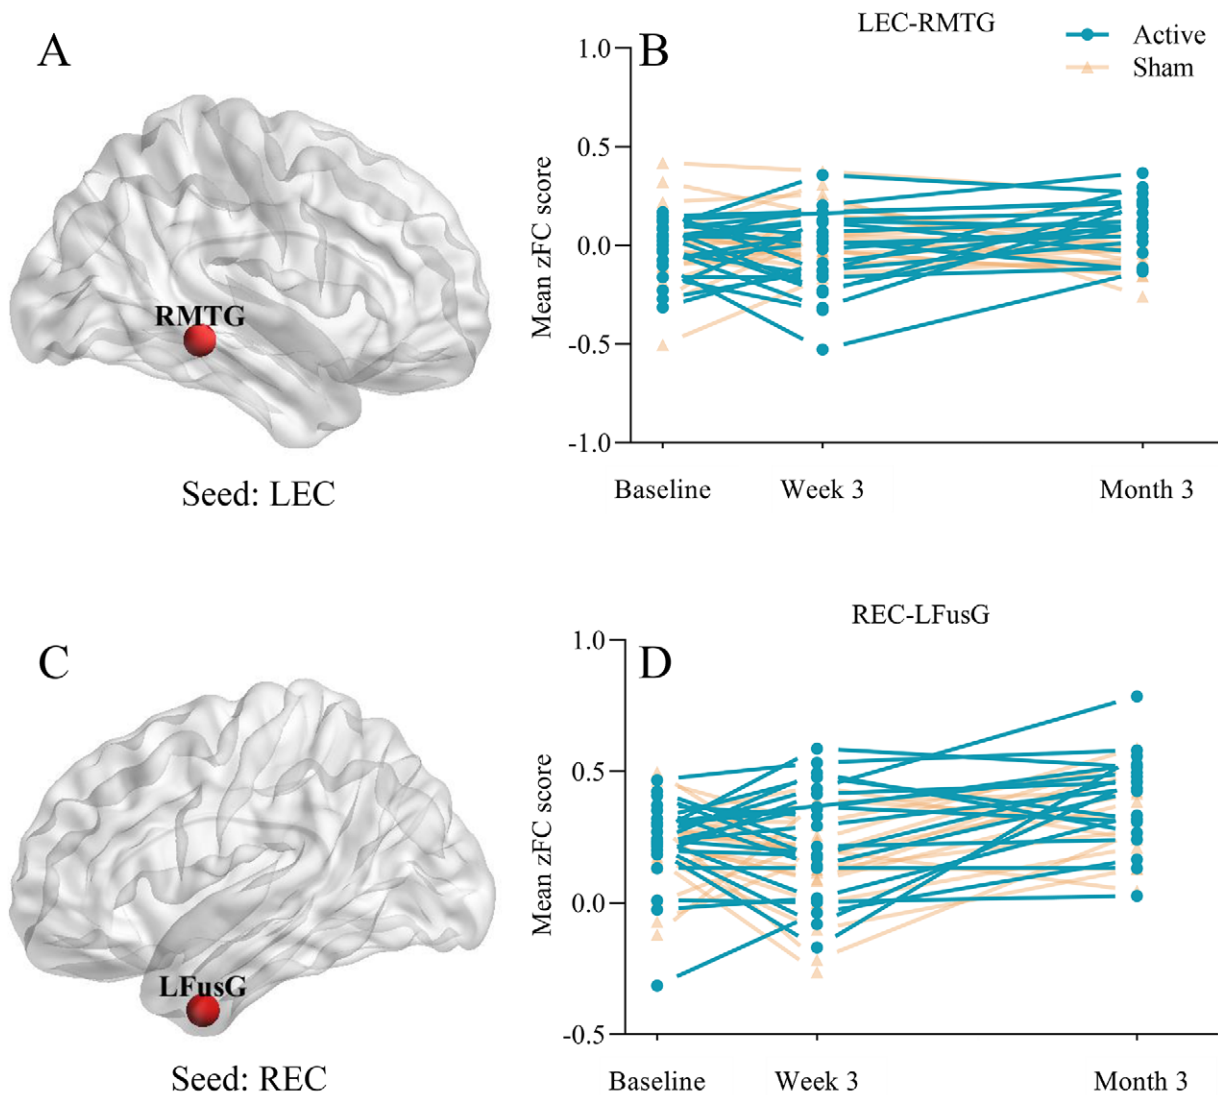 A
RMTG
Seed: LEC
B
LEC-RMTG
Active
Sham
Mean zFC score
1.0
0.5
0.0
-0.5
-1.0
Baseline
Week 3
Month 3
C
LFusG
Seed: REC
D
REC-LFusG
Mean zFC score
1.0
0.5
0.0
-0.5
Baseline
Week 3
Month 3